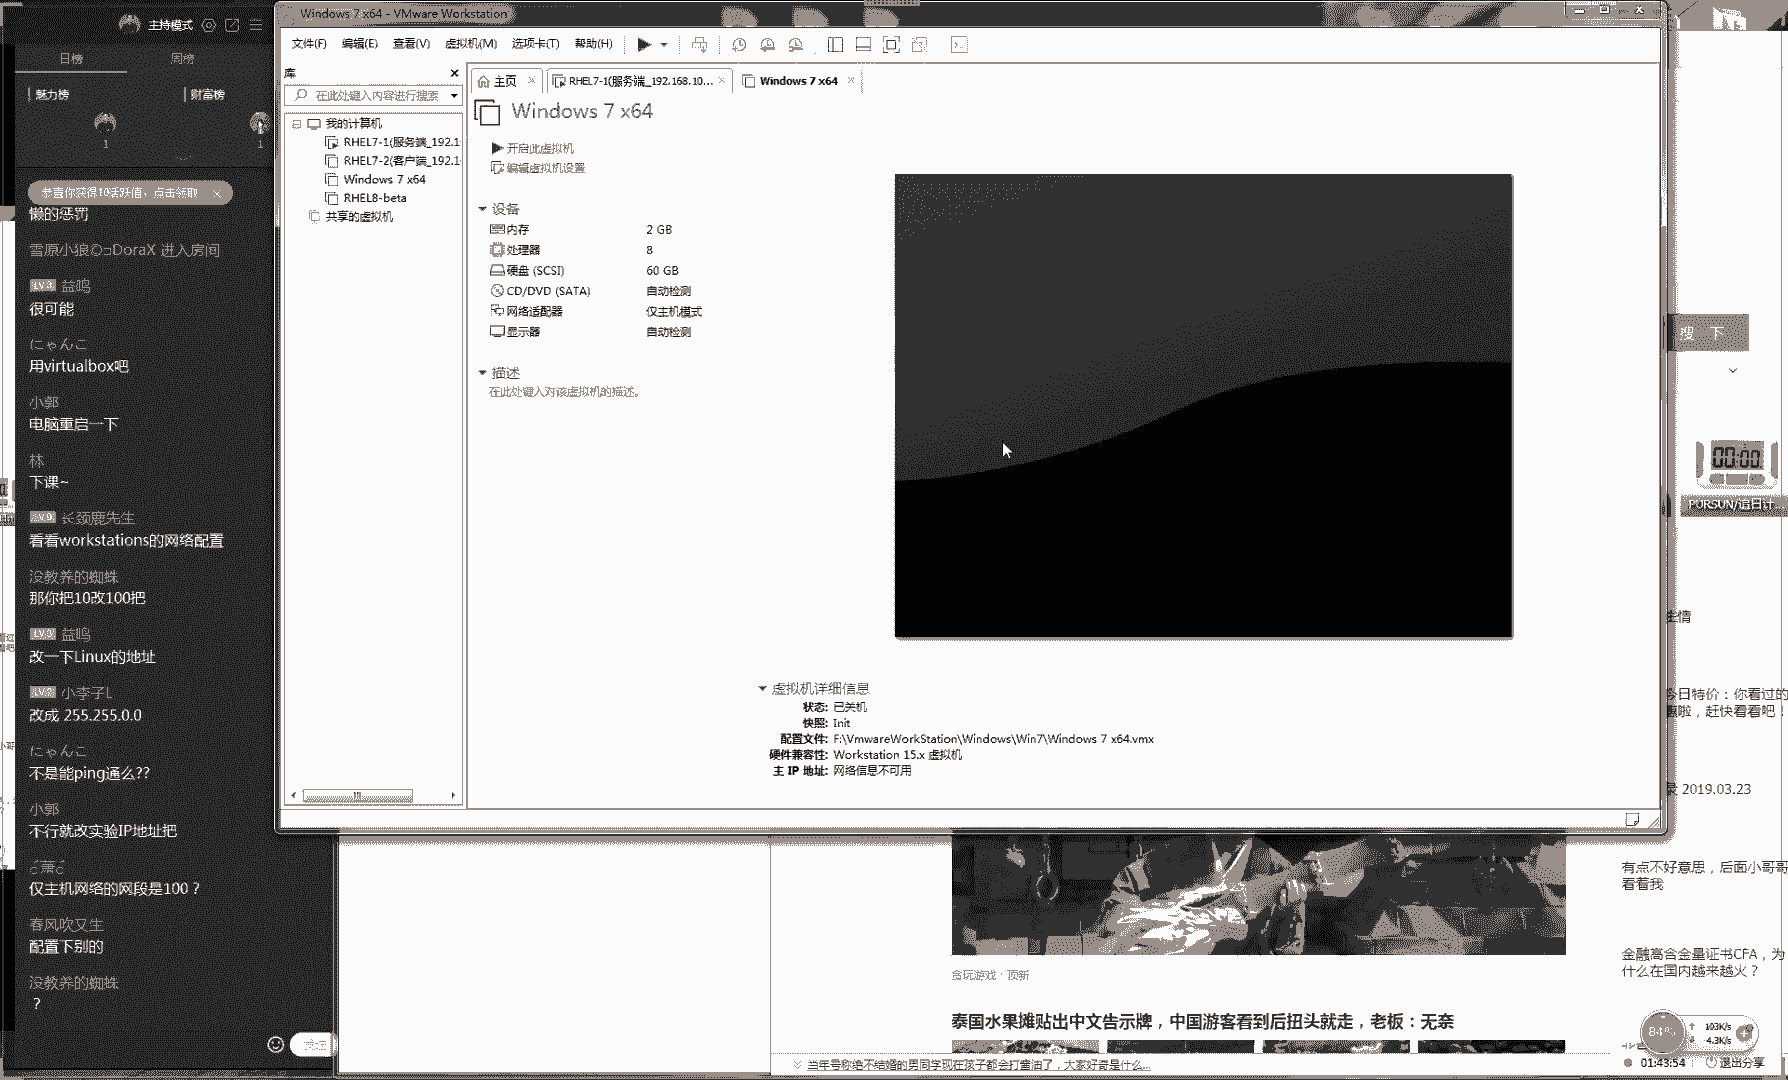 主持模式
日榜 周榜
魅力榜 财富榜
1 1
恭喜你获得10活跃值，点击领取
懒的惩罚
雪原小狼©¬DoraX 进入房间
益鸣
很可能
にゃんこ
用virtualbox吧
小郭
电脑重启一下
林
下课~
长颈鹿先生
看看workstations的网络配置
没教养的蜘蛛
那你把10改100把
益鸣
改一下Linux的地址
小李子L
改成 255.255.0.0
にゃんこ
不是能ping通么??
小郭
不行就改实验IP地址把
仅主机网络的网段是100？
春风吹又生
配置下别的
没教养的蜘蛛
？
Windows 7 x64 - VMware Workstation
文件(F) 编辑(E) 查看(V) 虚拟机(M) 选项卡(T) 帮助(H)
库
在此处键入内容进行搜索
我的计算机
RHEL7-1(服务端_192.1
RHEL7-2(客户端_192.1
Windows 7 x64
RHEL8-beta
共享的虚拟机
主页 RHEL7-1(服务端_192.168.10... Windows 7 x64
Windows 7 x64
开启此虚拟机
编辑虚拟机设置
设备
内存 2 GB
处理器 8
硬盘 (SCSI) 60 GB
CD/DVD (SATA) 自动检测
网络适配器 仅主机模式
显示器 自动检测
描述
在此处键入对该虚拟机的描述。
虚拟机详细信息
状态: 已关机
快照: Init
配置文件: F:\VmwareWorkStation\Windows\Win7\Windows 7 x64.vmx
硬件兼容性: Workstation 15.x 虚拟机
主 IP 地址: 网络信息不可用
搜 下
00:00
今日特价：你看过的
啦，赶快看看吧！
2019.03.23
有点不好意思，后面小哥哥
看着我
金融高含金量证书CFA，为
什么在国内越来越火？
贪玩游戏 · 顶新
泰国水果摊贴出中文告示牌，中国游客看到后扭头就走，老板：无奈
当年号称绝不结婚的男同学现在孩子都会打酱油了，大家好奇是什么...
84% 103K/s
4.3K/s
01:43:54 退出分享